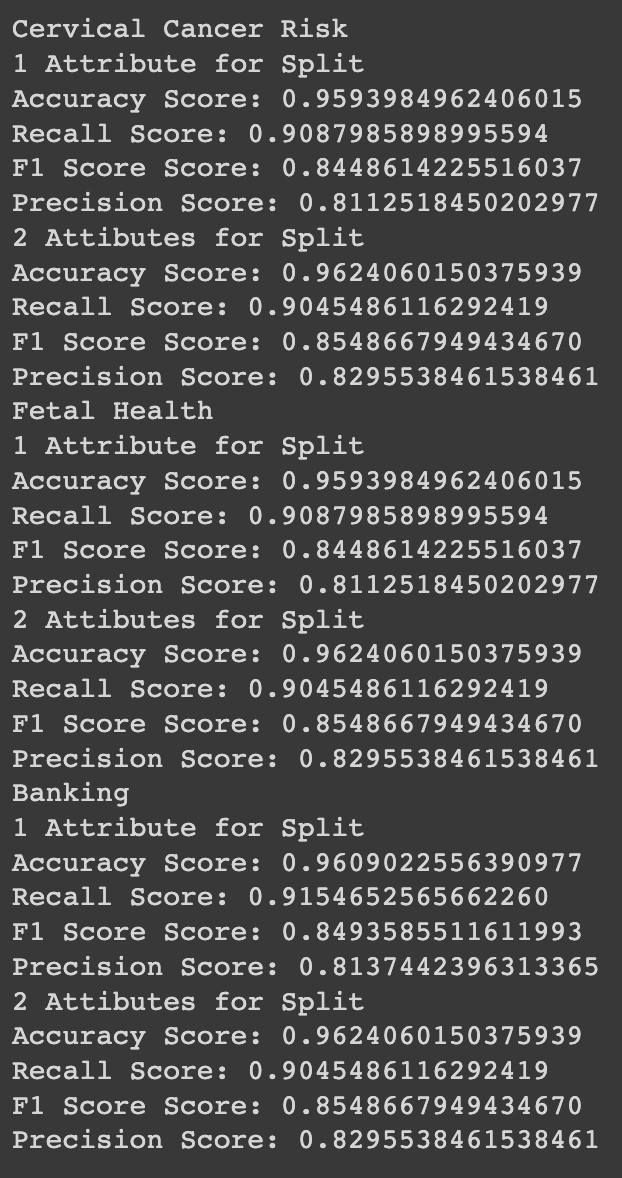 Cervical Cancer Risk
1 Attribute for Split
Accuracy Score: 0.9593984962406015
Recall Score: 0.9087985898995594
F1 Score Score: 0.8448614225516037
Precision Score: 0.8112518450202977
2 Attibutes for Split
Accuracy Score: 0.9624060150375939
Recall Score: 0.9045486116292419
F1 Score Score: 0.8548667949434670
Precision Score: 0.8295538461538461
Fetal Health
1 Attribute for Split
Accuracy Score: 0.9593984962406015
Recall Score: 0.9087985898995594
F1 Score Score: 0.8448614225516037
Precision Score: 0.8112518450202977
2 Attibutes for Split
Accuracy Score: 0.9624060150375939
Recall Score: 0.9045486116292419
F1 Score Score: 0.8548667949434670
Precision Score: 0.8295538461538461
Banking
1 Attribute for Split
Accuracy Score: 0.9609022556390977
Recall Score: 0.9154652565662260
F1 Score Score: 0.8493585511611993
Precision Score: 0.8137442396313365
2 Attibutes for Split
Accuracy Score: 0.9624060150375939
Recall Score: 0.9045486116292419
F1 Score Score: 0.8548667949434670
Precision Score: 0.8295538461538461